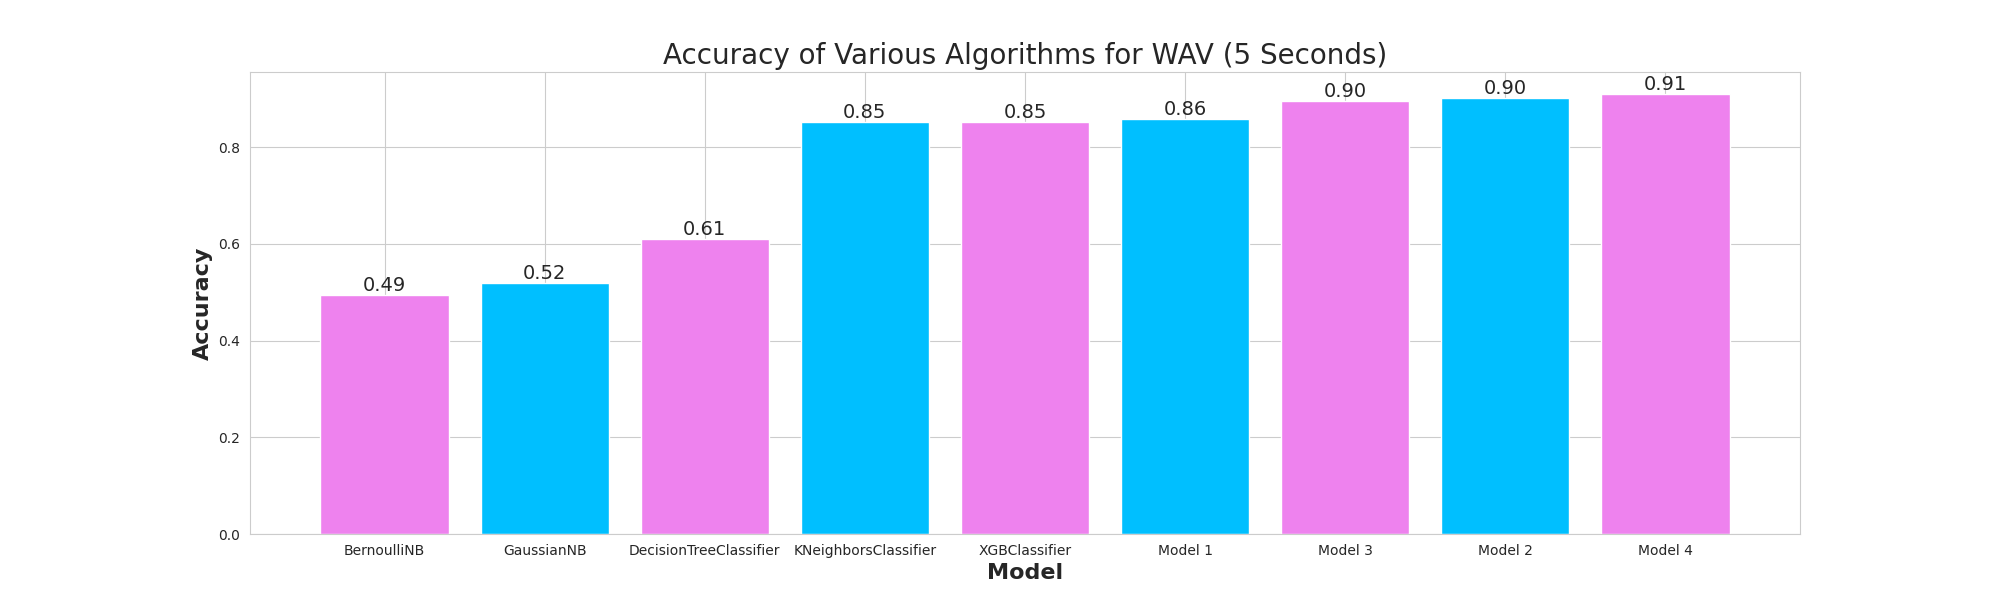 Accuracy of Various Algorithms for WAV (5 Seconds)
0.49
0.52
0.61
0.85
0.85
0.86
0.90
0.90
0.91
0.8
0.6
0.4
0.2
0.0
Accuracy
BernoulliNB
GaussianNB
DecisionTreeClassifier
KNeighborsClassifier
XGBClassifier
Model 1
Model 3
Model 2
Model 4
Model